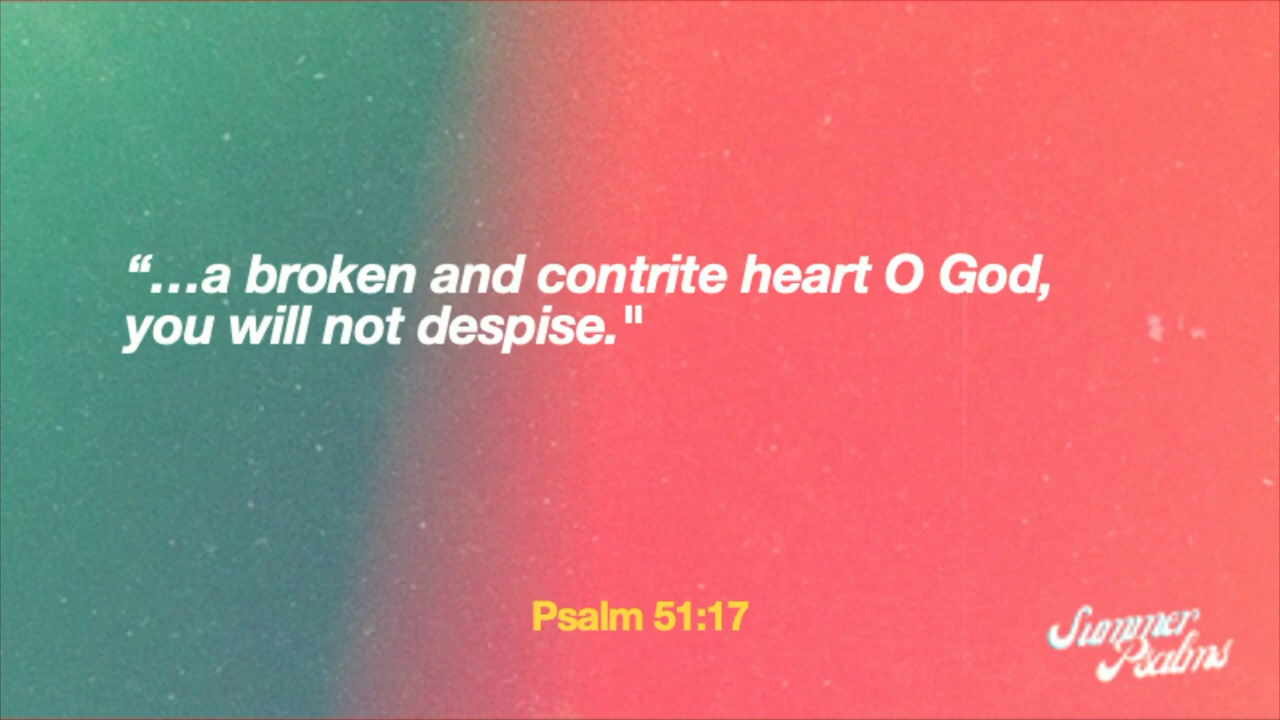 “...a broken and contrite heart O God,
you will not despise."
Psalm 51:17
Summer
Psalms